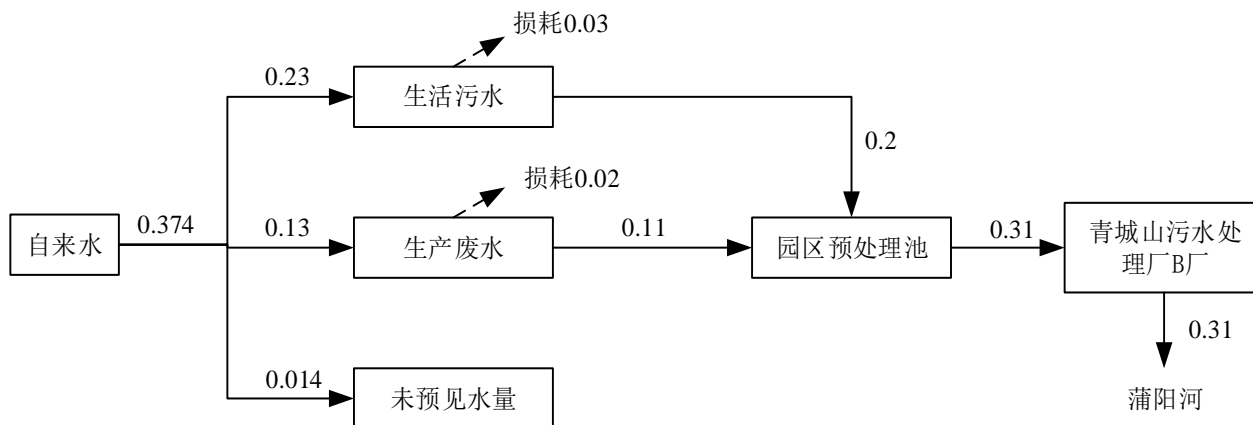 损耗0.03
0.23
生活污水
0.2
损耗0.02
自来水
0.374
0.13
生产废水
0.11
园区预处理池
0.31
青城山污水处
理厂B厂
0.31
0.014
未预见水量
蒲阳河